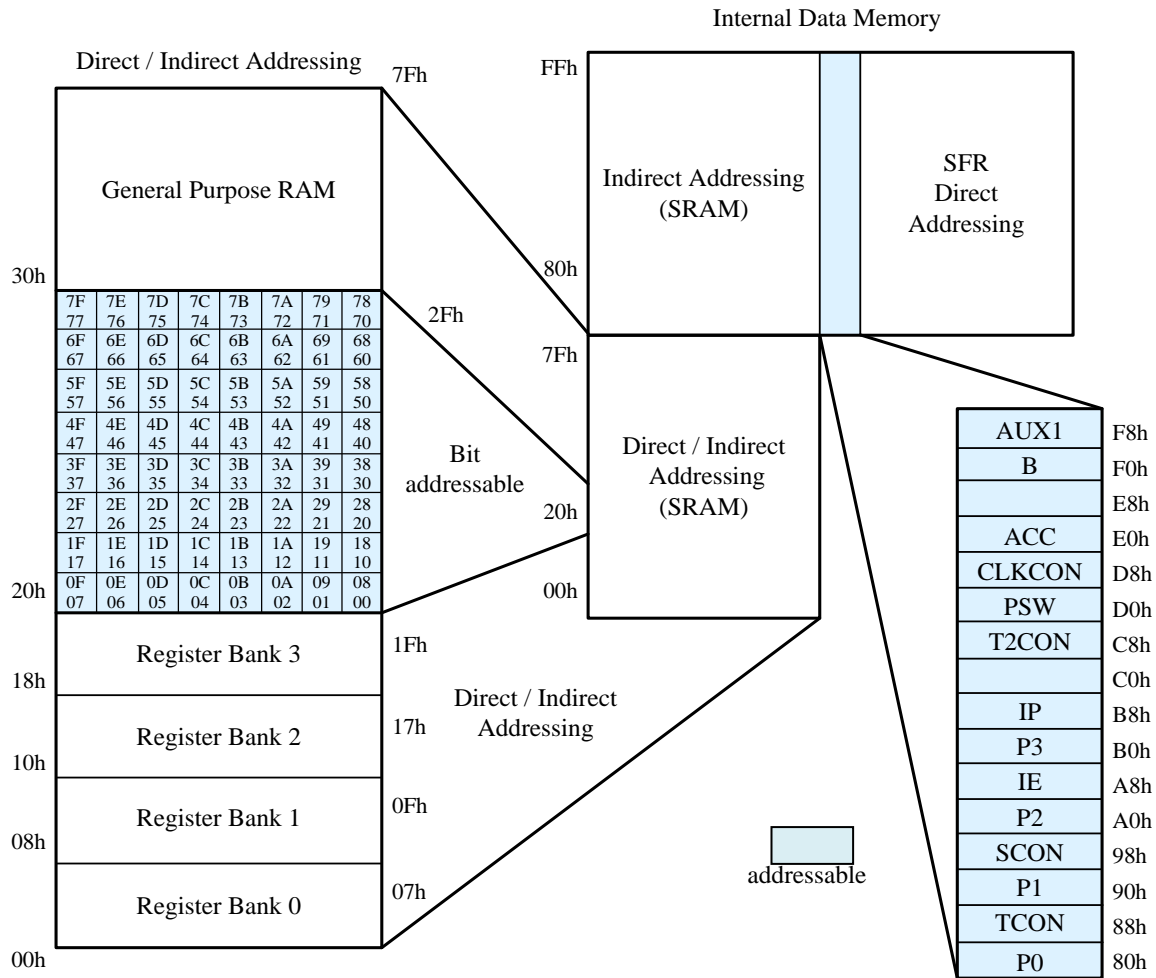 Internal Data Memory
Direct / Indirect Addressing
7Fh
General Purpose RAM
30h
7F 7E 7D 7C 7B 7A 79 78
77 76 75 74 73 72 71 70
6F 6E 6D 6C 6B 6A 69 68
67 66 65 64 63 62 61 60
5F 5E 5D 5C 5B 5A 59 58
57 56 55 54 53 52 51 50
4F 4E 4D 4C 4B 4A 49 48
47 46 45 44 43 42 41 40
3F 3E 3D 3C 3B 3A 39 38
37 36 35 34 33 32 31 30
2F 2E 2D 2C 2B 2A 29 28
27 26 25 24 23 22 21 20
1F 1E 1D 1C 1B 1A 19 18
17 16 15 14 13 12 11 10
0F 0E 0D 0C 0B 0A 09 08
07 06 05 04 03 02 01 00
20h
2Fh
Bit
addressable
20h
Register Bank 3
1Fh
18h
Register Bank 2
17h
10h
Register Bank 1
0Fh
08h
Register Bank 0
07h
00h
Direct / Indirect
Addressing
FFh
Indirect Addressing
(SRAM)
80h
SFR
Direct
Addressing
7Fh
Direct / Indirect
Addressing
(SRAM)
00h
addressable
AUX1 F8h
B F0h
E8h
ACC E0h
CLKCON D8h
PSW D0h
T2CON C8h
C0h
IP B8h
P3 B0h
IE A8h
P2 A0h
SCON 98h
P1 90h
TCON 88h
P0 80h